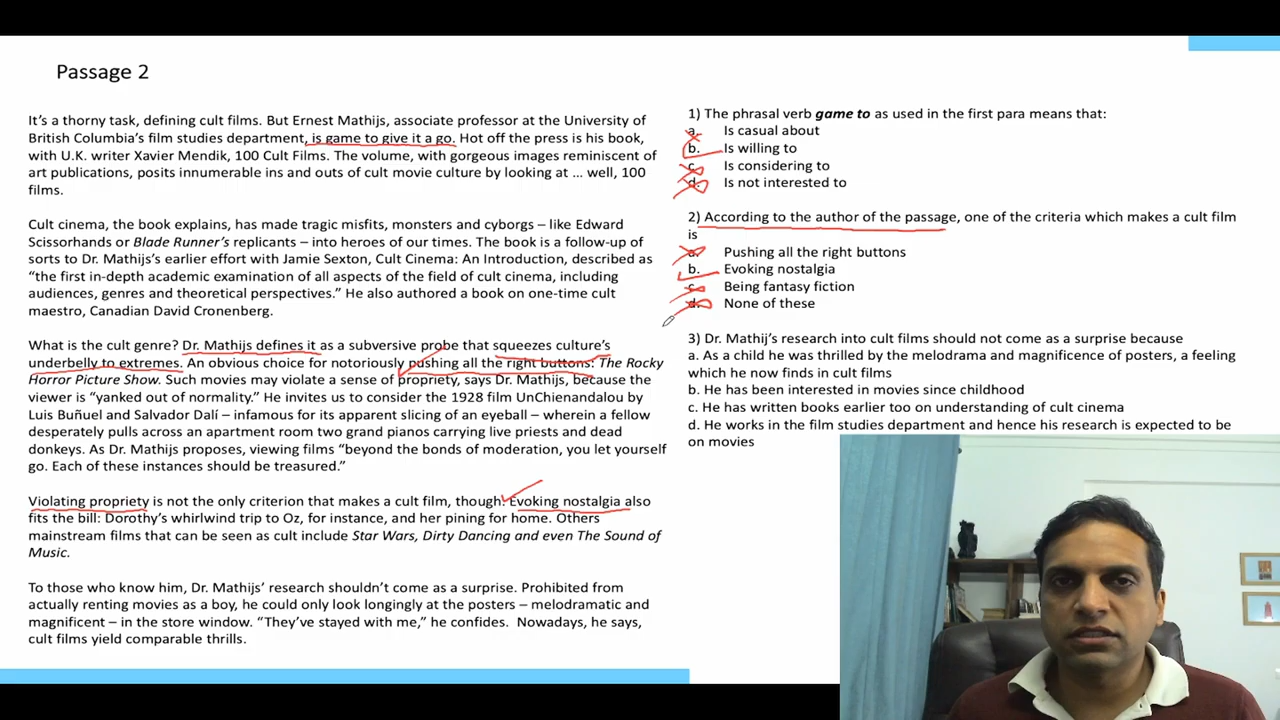 Passage 2
It's a thorny task, defining cult films. But Ernest Mathijs, associate professor at the University of
British Columbia's film studies department, is game to give it a go. Hot off the press is his book,
with U.K. writer Xavier Mendik, 100 Cult Films. The volume, with gorgeous images reminiscent of
art publications, posits innumerable ins and outs of cult movie culture by looking at ... well, 100
films.
Cult cinema, the book explains, has made tragic misfits, monsters and cyborgs – like Edward
Scissorhands or Blade Runner's replicants – into heroes of our times. The book is a follow-up of
sorts to Dr. Mathijs's earlier effort with Jamie Sexton, Cult Cinema: An Introduction, described as
"the first in-depth academic examination of all aspects of the field of cult cinema, including
audiences, genres and theoretical perspectives." He also authored a book on one-time cult
maestro, Canadian David Cronenberg.
What is the cult genre? Dr. Mathijs defines it as a subversive probe that squeezes culture's
underbelly to extremes. An obvious choice for notoriously pushing all the right buttons: The Rocky
Horror Picture Show. Such movies may violate a sense of propriety, says Dr. Mathijs, because the
viewer is "yanked out of normality." He invites us to consider the 1928 film UnChienandalou by
Luis Buñuel and Salvador Dalí – infamous for its apparent slicing of an eyeball – wherein a fellow
desperately pulls across an apartment room two grand pianos carrying live priests and dead
donkeys. As Dr. Mathijs proposes, viewing films "beyond the bonds of moderation, you let yourself
go. Each of these instances should be treasured."
Violating propriety is not the only criterion that makes a cult film, though. Evoking nostalgia also
fits the bill: Dorothy's whirlwind trip to Oz, for instance, and her pining for home. Others
mainstream films that can be seen as cult include Star Wars, Dirty Dancing and even The Sound of
Music.
To those who know him, Dr. Mathijs' research shouldn't come as a surprise. Prohibited from
actually renting movies as a boy, he could only look longingly at the posters – melodramatic and
magnificent – in the store window. "They've stayed with me," he confides. Nowadays, he says,
cult films yield comparable thrills.
1) The phrasal verb game to as used in the first para means that:
a. Is casual about
b. Is willing to
c. Is considering to
d. Is not interested to
2) According to the author of the passage, one of the criteria which makes a cult film
is
a. Pushing all the right buttons
b. Evoking nostalgia
c. Being fantasy fiction
d. None of these
3) Dr. Mathij's research into cult films should not come as a surprise because
a. As a child he was thrilled by the melodrama and magnificence of posters, a feeling
which he now finds in cult films
b. He has been interested in movies since childhood
c. He has written books earlier too on understanding of cult cinema
d. He works in the film studies department and hence his research is expected to be
on movies